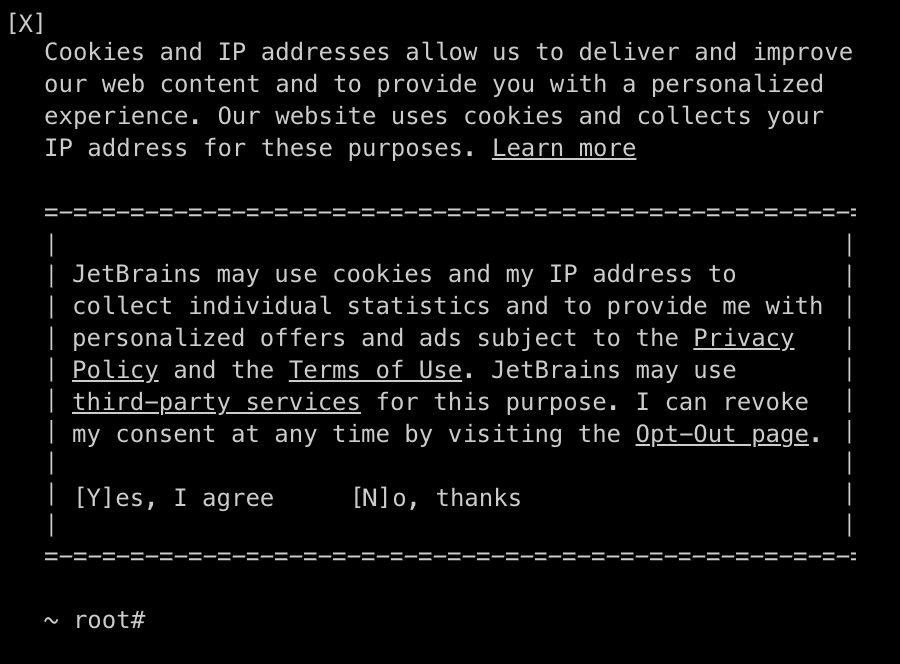 [X]
Cookies and IP addresses allow us to deliver and improve
our web content and to provide you with a personalized
experience. Our website uses cookies and collects your
IP address for these purposes. Learn more
=-=-=-=-=-=-=-=-=-=-=-=-=-=-=-=-=-=-=-=-=-=-=-=-=-=-=-=-=
| |
| JetBrains may use cookies and my IP address to |
| collect individual statistics and to provide me with |
| personalized offers and ads subject to the Privacy |
| Policy and the Terms of Use. JetBrains may use |
| third-party services for this purpose. I can revoke |
| my consent at any time by visiting the Opt-Out page. |
| |
| [Y]es, I agree [N]o, thanks |
| |
=-=-=-=-=-=-=-=-=-=-=-=-=-=-=-=-=-=-=-=-=-=-=-=-=-=-=-=-=
~ root#